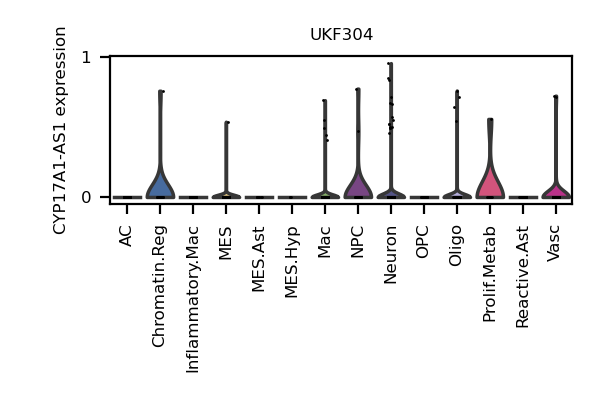 UKF304
CYP17A1-AS1 expression
1
0
AC
Chromatin.Reg
Inflammatory.Mac
MES
MES.Ast
MES.Hyp
Mac
NPC
Neuron
OPC
Oligo
Prolif.Metab
Reactive.Ast
Vasc